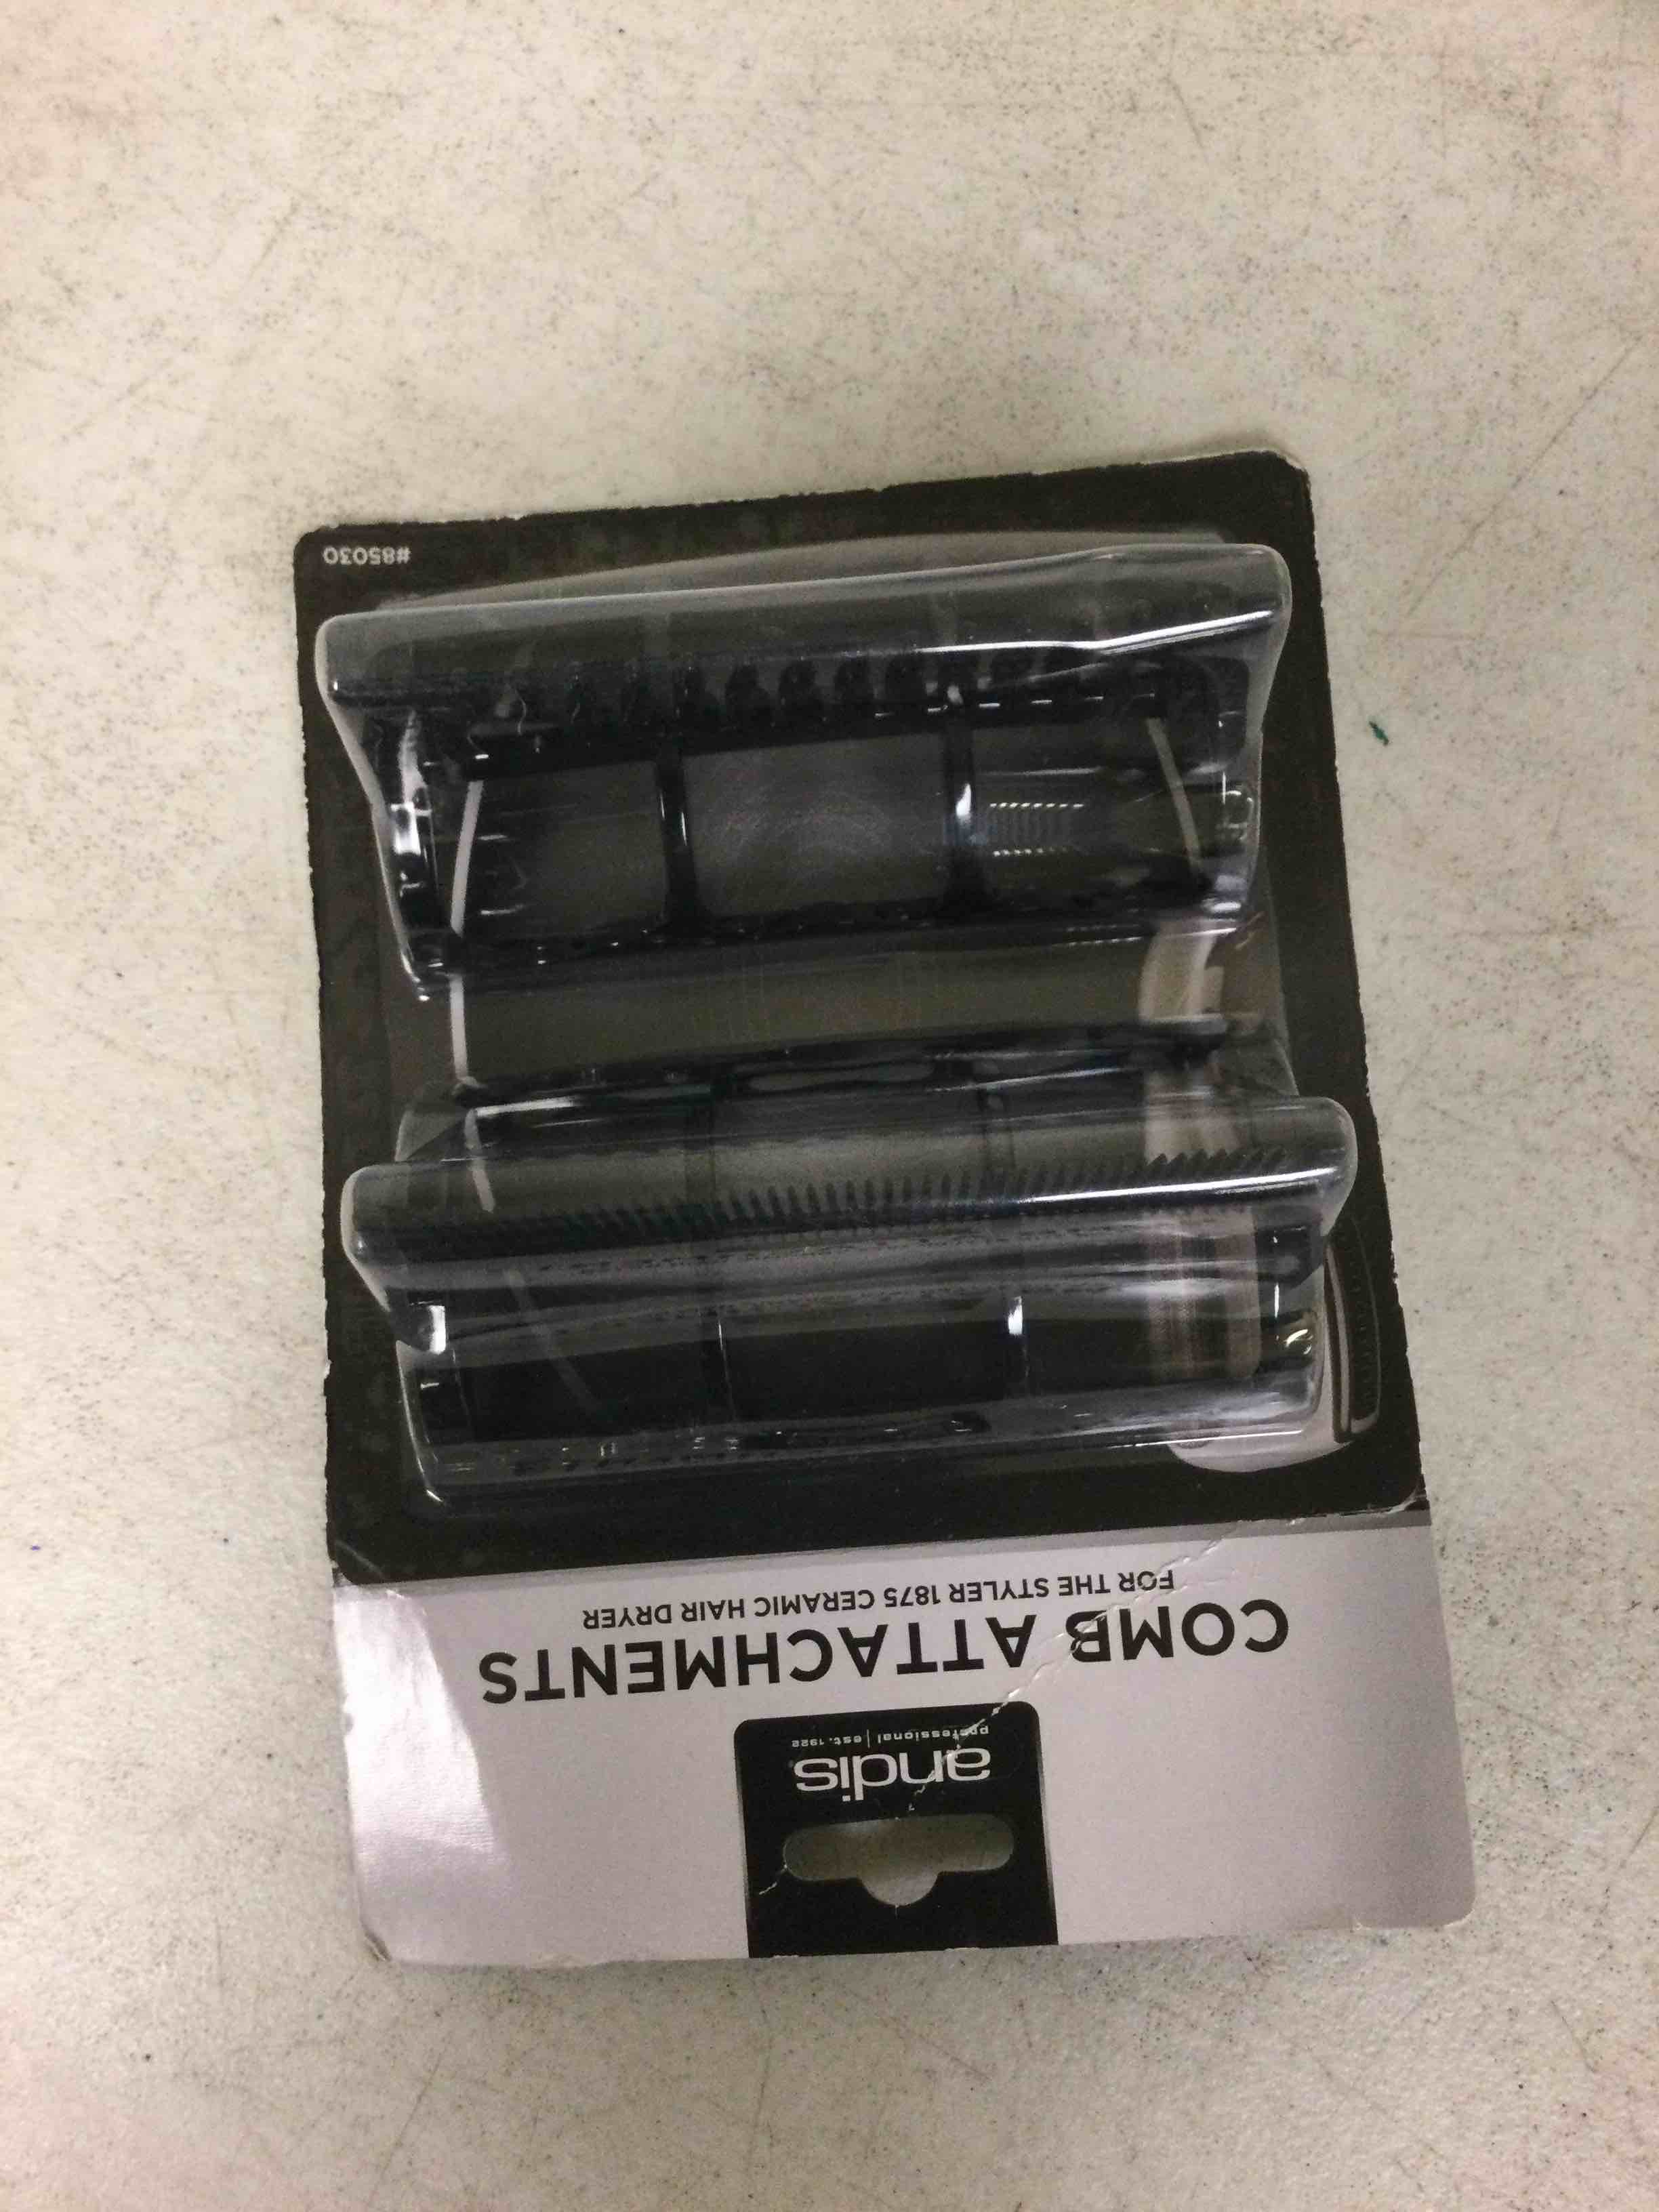 andis
professional | est. 1922
COMB ATTACHMENTS
FOR THE STYLER 1875 CERAMIC HAIR DRYER
#85030